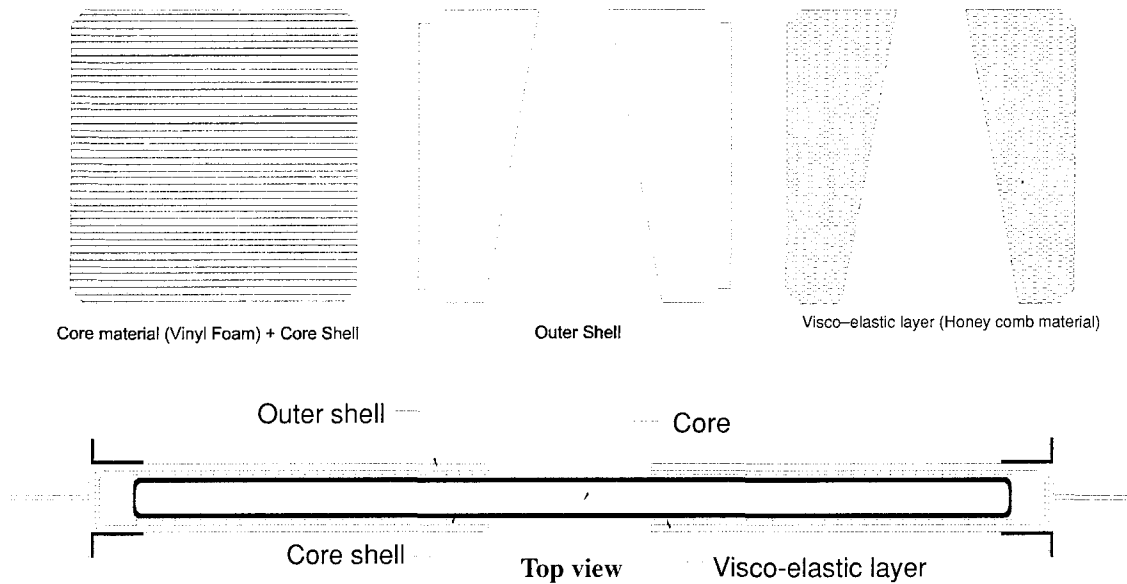 Core material (Vinyl Foam) + Core Shell
Outer Shell
Visco–elastic layer (Honey comb material)
Outer shell
Core
Core shell
Top view
Visco-elastic layer